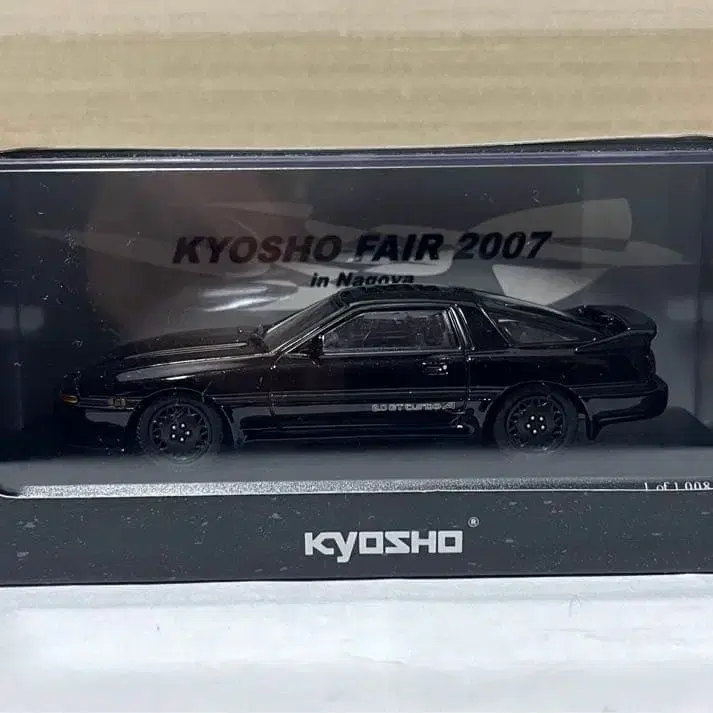 KYOSHO FAIR 2007
in Nagoya
3.0 GT turbo A
1 of 1,008
KYOSHO®